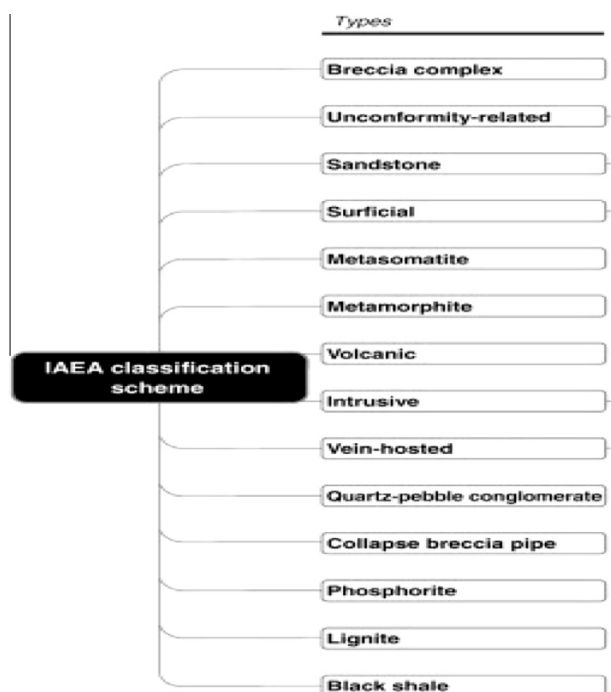 Types
Breccia complex
Unconformity-related
Sandstone
Surficial
Metasomatite
Metamorphite
Volcanic
IAEA classification
scheme
Intrusive
Vein-hosted
Quartz-pebble conglomerate
Collapse breccia pipe
Phosphorite
Lignite
Black shale